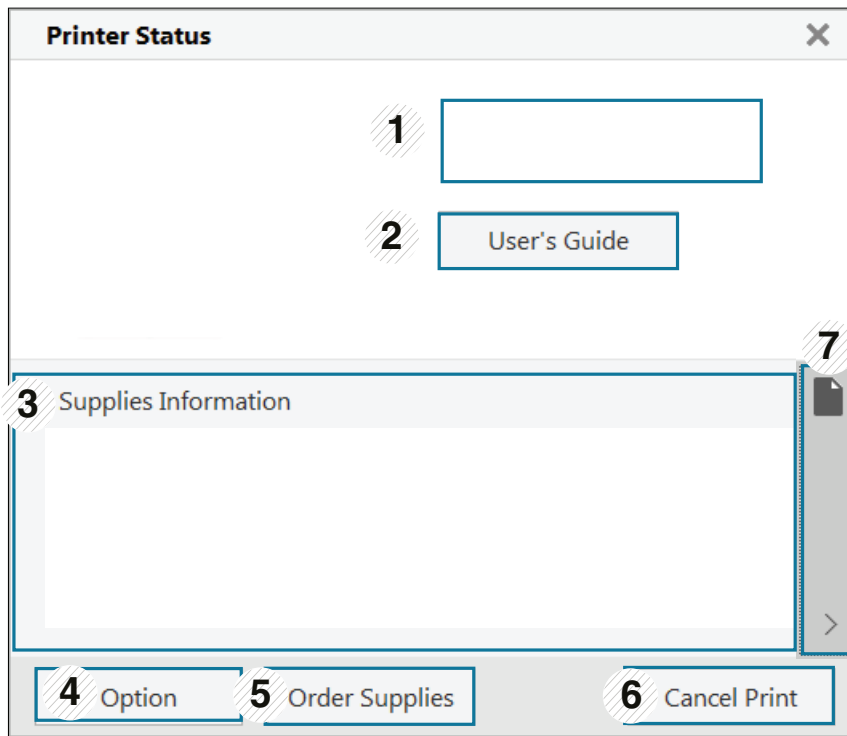 Printer Status
1
2 User's Guide
7
3 Supplies Information
4 Option 5 Order Supplies 6 Cancel Print